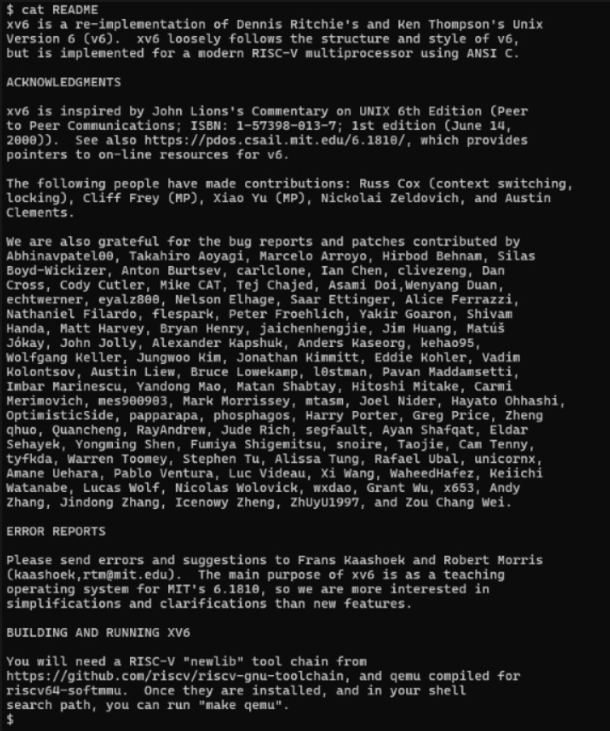 $ cat README
xv6 is a re-implementation of Dennis Ritchie's and Ken Thompson's Unix
Version 6 (v6).  xv6 loosely follows the structure and style of v6,
but is implemented for a modern RISC-V multiprocessor using ANSI C.

ACKNOWLEDGMENTS

xv6 is inspired by John Lions's Commentary on UNIX 6th Edition (Peer
to Peer Communications; ISBN: 1-57398-013-7; 1st edition (June 14,
2000)).  See also https://pdos.csail.mit.edu/6.1810/, which provides
pointers to on-line resources for v6.

The following people have made contributions: Russ Cox (context switching,
locking), Cliff Frey (MP), Xiao Yu (MP), Nickolai Zeldovich, and Austin
Clements.

We are also grateful for the bug reports and patches contributed by
Abhinavpatel00, Takahiro Aoyagi, Marcelo Arroyo, Hirbod Behnam, Silas
Boyd-Wickizer, Anton Burtsev, carlclone, Ian Chen, clivezeng, Dan
Cross, Cody Cutler, Mike CAT, Tej Chajed, Asami Doi,Wenyang Duan,
echtwerner, eyalz800, Nelson Elhage, Saar Ettinger, Alice Ferrazzi,
Nathaniel Filardo, flespark, Peter Froehlich, Yakir Goaron, Shivam
Handa, Matt Harvey, Bryan Henry, jaichenhengjie, Jim Huang, Matúš
Jókay, John Jolly, Alexander Kapshuk, Anders Kaseorg, kehao95,
Wolfgang Keller, Jungwoo Kim, Jonathan Kimmitt, Eddie Kohler, Vadim
Kolontsov, Austin Liew, Bruce Lowekamp, l0stman, Pavan Maddamsetti,
Imbar Marinescu, Yandong Mao, Matan Shabtay, Hitoshi Mitake, Carmi
Merimovich, mes900903, Mark Morrissey, mtasm, Joel Nider, Hayato Ohhashi,
OptimisticSide, papparapa, phosphagos, Harry Porter, Greg Price, Zheng
qhuo, Quancheng, RayAndrew, Jude Rich, segfault, Ayan Shafqat, Eldar
Sehayek, Yongming Shen, Fumiya Shigemitsu, snoire, Taojie, Cam Tenny,
tyfkda, Warren Toomey, Stephen Tu, Alissa Tung, Rafael Ubal, unicornx,
Amane Uehara, Pablo Ventura, Luc Videau, Xi Wang, WaheedHafez, Keiichi
Watanabe, Lucas Wolf, Nicolas Wolovick, wxdao, Grant Wu, x653, Andy
Zhang, Jindong Zhang, Icenowy Zheng, ZhUyU1997, and Zou Chang Wei.

ERROR REPORTS

Please send errors and suggestions to Frans Kaashoek and Robert Morris
(kaashoek,rtm@mit.edu).  The main purpose of xv6 is as a teaching
operating system for MIT's 6.1810, so we are more interested in
simplifications and clarifications than new features.

BUILDING AND RUNNING XV6

You will need a RISC-V "newlib" tool chain from
https://github.com/riscv/riscv-gnu-toolchain, and qemu compiled for
riscv64-softmmu.  Once they are installed, and in your shell
search path, you can run "make qemu".
$